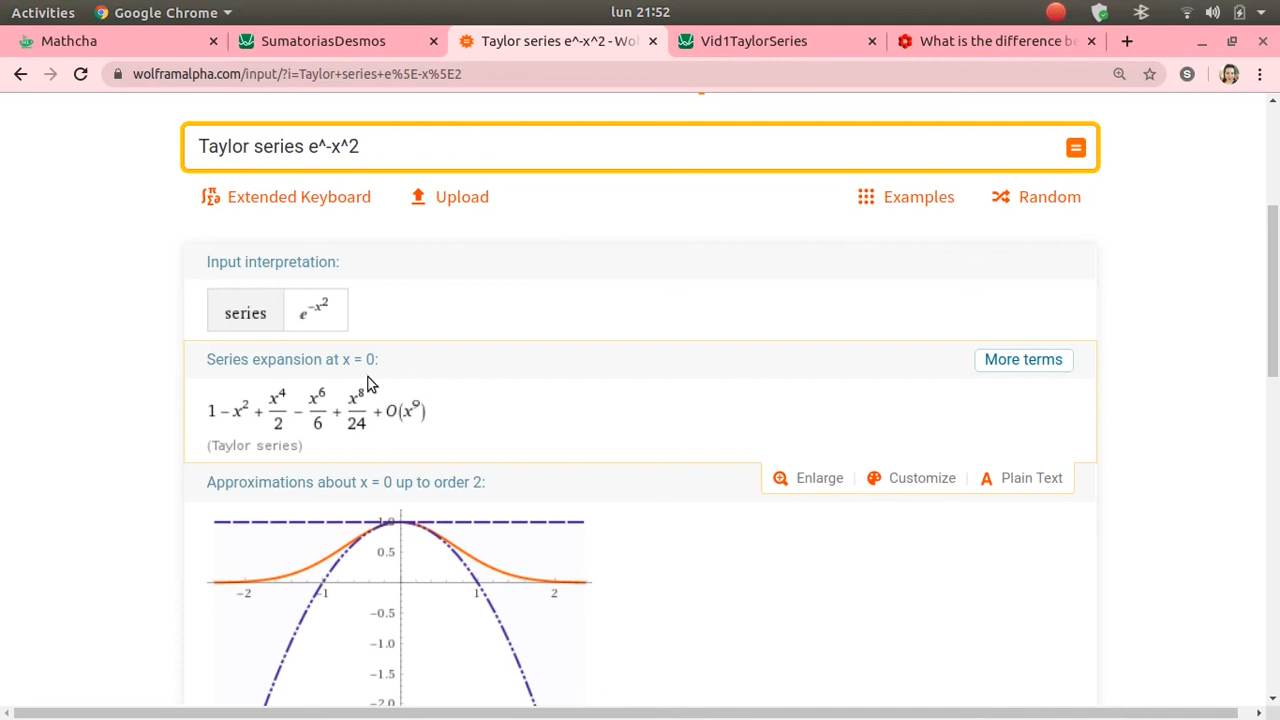 Activities Google Chrome lun 21:52
Mathcha SumatoriasDesmos Taylor series e^-x^2 - Wol Vid1TaylorSeries What is the difference be
wolframalpha.com/input/?i=Taylor+series+e%5E-x%5E2 S
Taylor series e^-x^2 =
Extended Keyboard Upload Examples Random
Input interpretation:
series e^{-x^2}
Series expansion at x = 0: More terms
1 - x^2 + x^4/2 - x^6/6 + x^8/24 + O(x^9)
(Taylor series)
Approximations about x = 0 up to order 2: Enlarge Customize A Plain Text
1.0
0.5
-2 -1 1 2
-0.5
-1.0
-1.5
-2.0